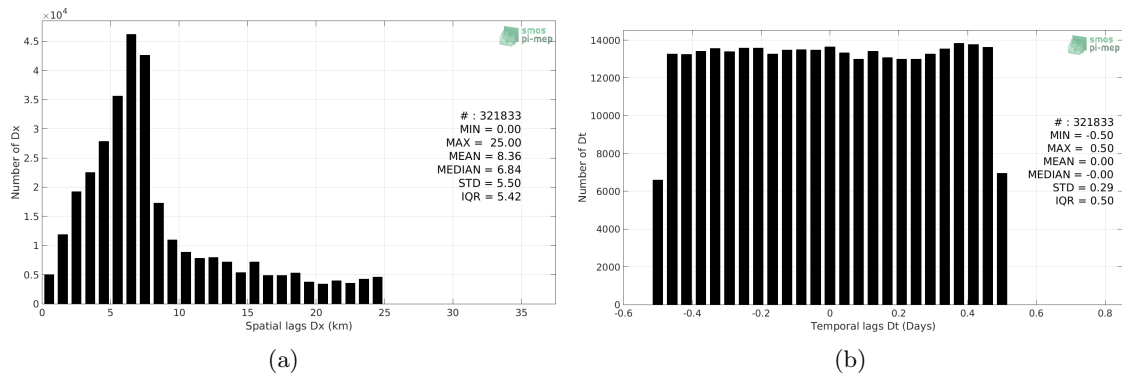 ×10⁴
4.5
4
3.5
3
2.5
2
1.5
1
0.5
0
Number of Dx
0 5 10 15 20 25 30 35
Spatial lags Dx (km)
smos
pi-mep
# : 321833
MIN = 0.00
MAX = 25.00
MEAN = 8.36
MEDIAN = 6.84
STD = 5.50
IQR = 5.42
(a)
14000
12000
10000
8000
6000
4000
2000
0
Number of Dt
-0.6 -0.4 -0.2 0 0.2 0.4 0.6 0.8
Temporal lags Dt (Days)
smos
pi-mep
# : 321833
MIN = -0.50
MAX = 0.50
MEAN = 0.00
MEDIAN = -0.00
STD = 0.29
IQR = 0.50
(b)